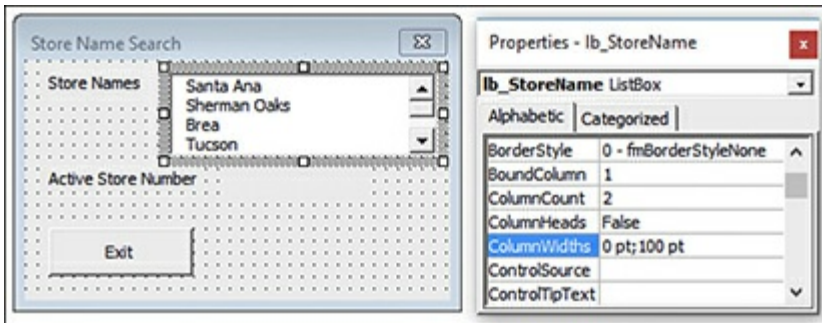 Store Name Search
Store Names
Santa Ana
Sherman Oaks
Brea
Tucson
Active Store Number
Exit
Properties - lb_StoreName
x
lb_StoreName ListBox
Alphabetic Categorized
BorderStyle 0 - fmBorderStyleNone
BoundColumn 1
ColumnCount 2
ColumnHeads False
ColumnWidths 0 pt;100 pt
ControlSource
ControlTipText